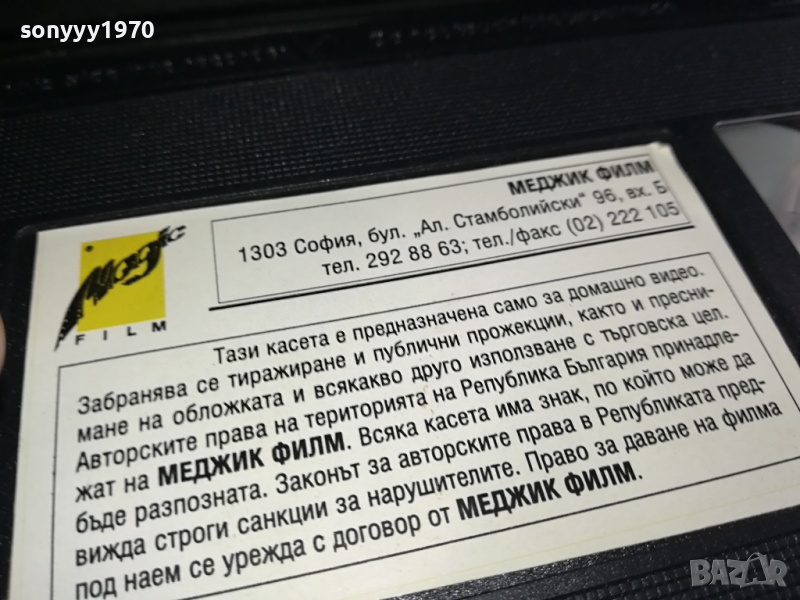 sonyyy1970
Magic
FILM
МЕДЖИК ФИЛМ
1303 София, бул. „Ал. Стамболийски" 96, вх. Б
тел. 292 88 63; тел./факс (02) 222 105
Тази касета е предназначена само за домашно видео.
Забранява се тиражиране и публични прожекции, както и пресни-
мане на обложката и всякакво друго използване с търговска цел.
Авторските права на територията на Република България принадле-
жат на МЕДЖИК ФИЛМ. Всяка касета има знак, по който може да
бъде разпозната. Законът за авторските права в Републиката пред-
вижда строги санкции за нарушителите. Право за даване на филма
под наем се урежда с договор от МЕДЖИК ФИЛМ.
BAZAR